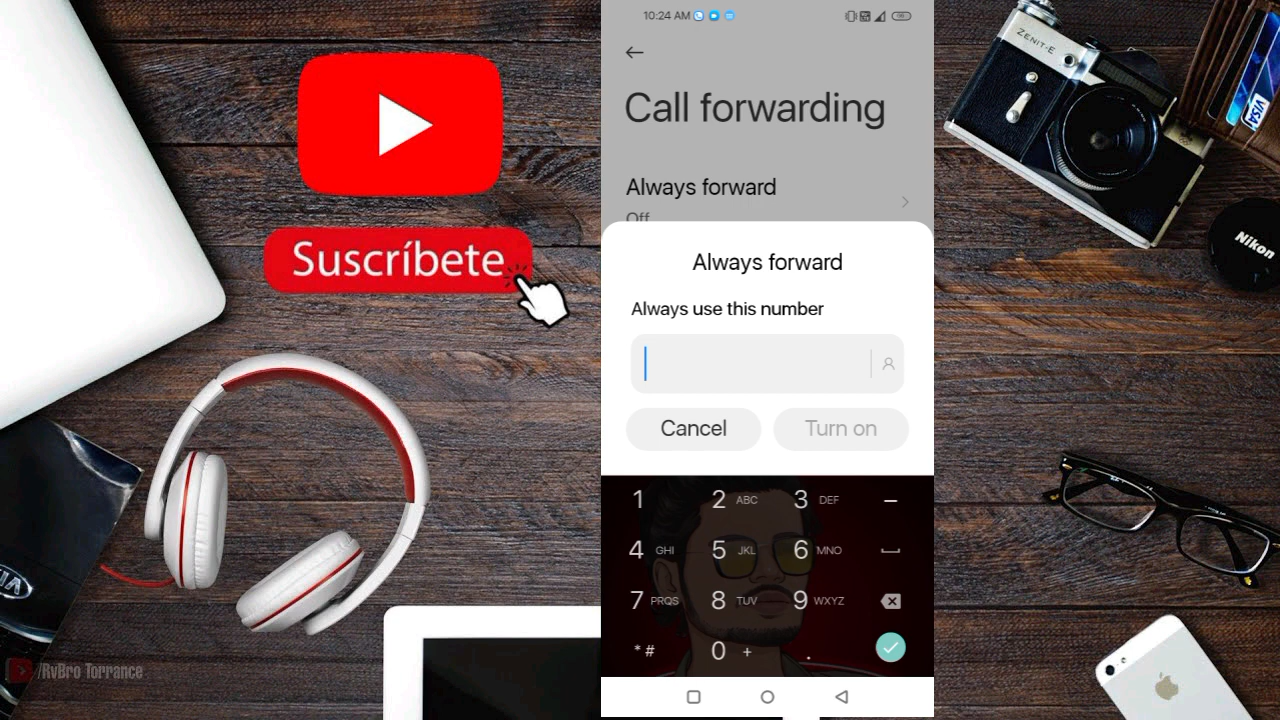 10:24 AM
Call forwarding
Always forward
Off
Always forward
Always use this number
Cancel
Turn on
1 2 ABC 3 DEF –
4 GHI 5 JKL 6 MNO
7 PRQS 8 TUV 9 WXYZ
* # 0 + .
Suscríbete
/RvBro Torrance
ZENIT-E
VISA
Nikon